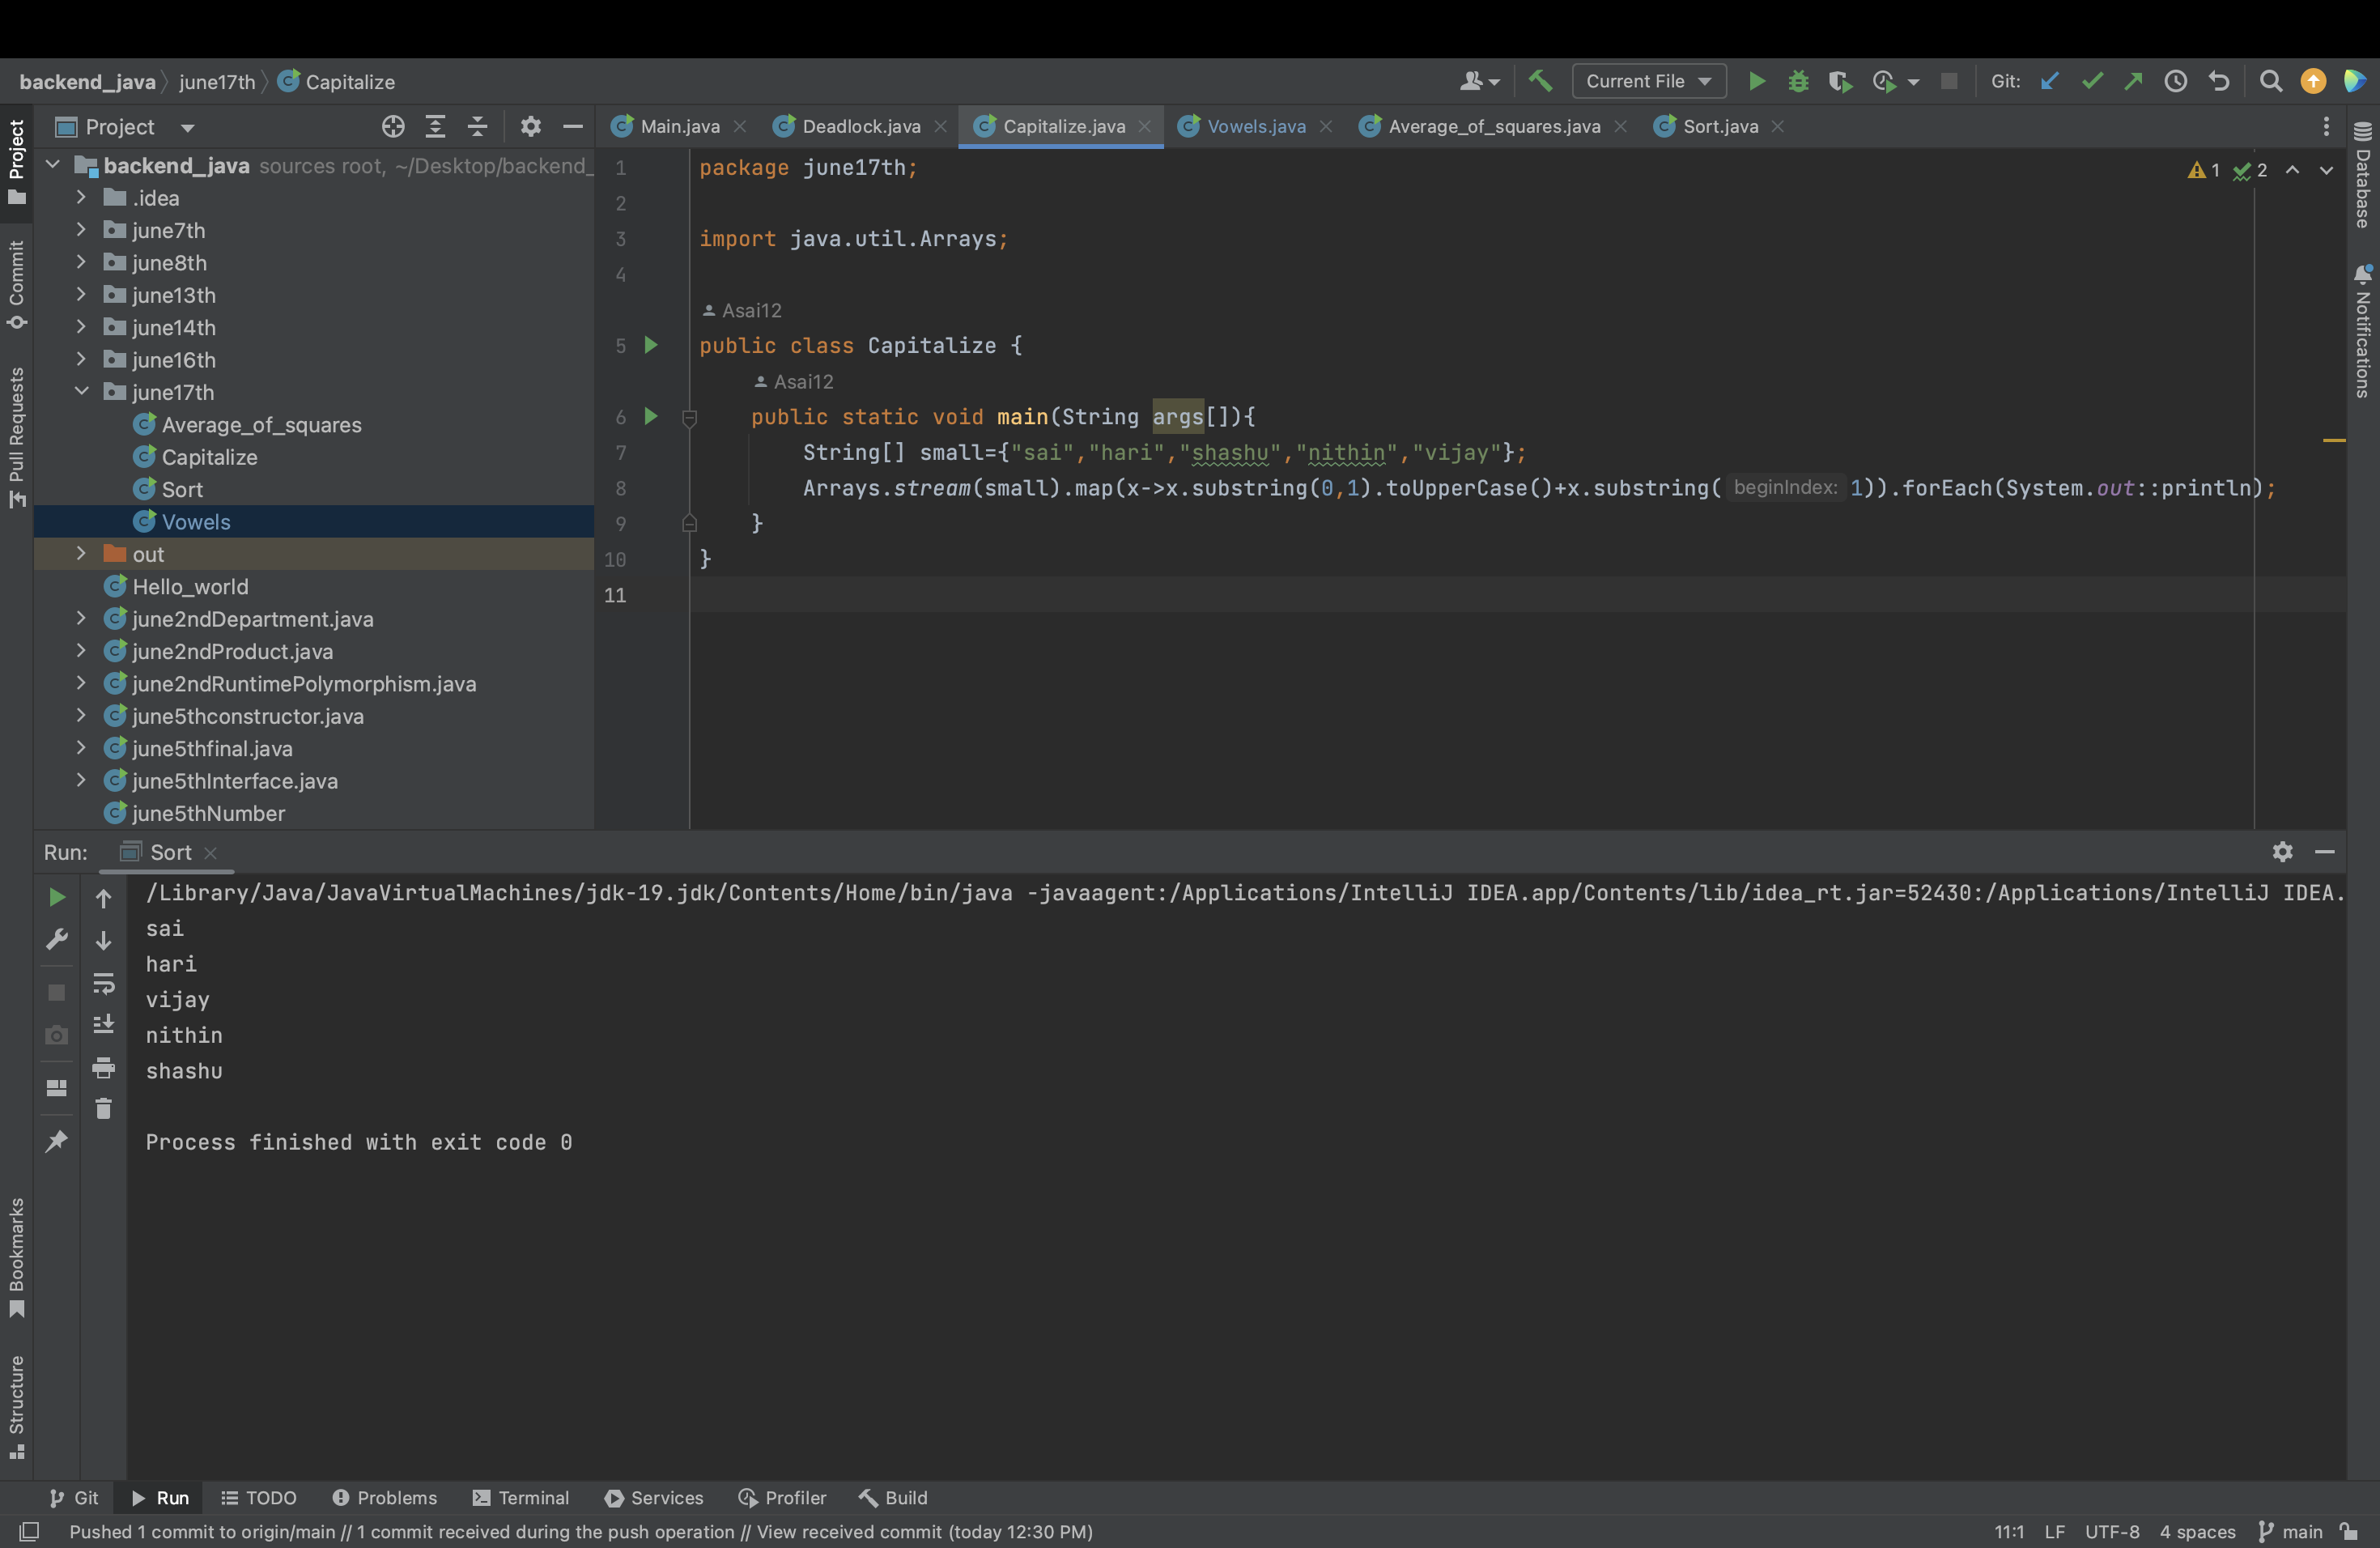 backend_java june17th Capitalize
Current File Git:
Project
Main.java Deadlock.java Capitalize.java Vowels.java Average_of_squares.java Sort.java
Project
Commit
Pull Requests
Bookmarks
Structure
Database
Notifications
backend_java sources root, ~/Desktop/backend_
.idea
june7th
june8th
june13th
june14th
june16th
june17th
Average_of_squares
Capitalize
Sort
Vowels
out
Hello_world
june2ndDepartment.java
june2ndProduct.java
june2ndRuntimePolymorphism.java
june5thconstructor.java
june5thfinal.java
june5thInterface.java
june5thNumber
1 2
1 package june17th;
2
3 import java.util.Arrays;
4
Asai12
5 public class Capitalize {
Asai12
6 public static void main(String args[]){
7 String[] small={"sai","hari","shashu","nithin","vijay"};
8 Arrays.stream(small).map(x->x.substring(0,1).toUpperCase()+x.substring( beginIndex: 1)).forEach(System.out::println);
9 }
10 }
11
Run: Sort
/Library/Java/JavaVirtualMachines/jdk-19.jdk/Contents/Home/bin/java -javaagent:/Applications/IntelliJ IDEA.app/Contents/lib/idea_rt.jar=52430:/Applications/IntelliJ IDEA.
sai
hari
vijay
nithin
shashu
Process finished with exit code 0
Git Run TODO Problems Terminal Services Profiler Build
Pushed 1 commit to origin/main // 1 commit received during the push operation // View received commit (today 12:30 PM) 11:1 LF UTF-8 4 spaces main